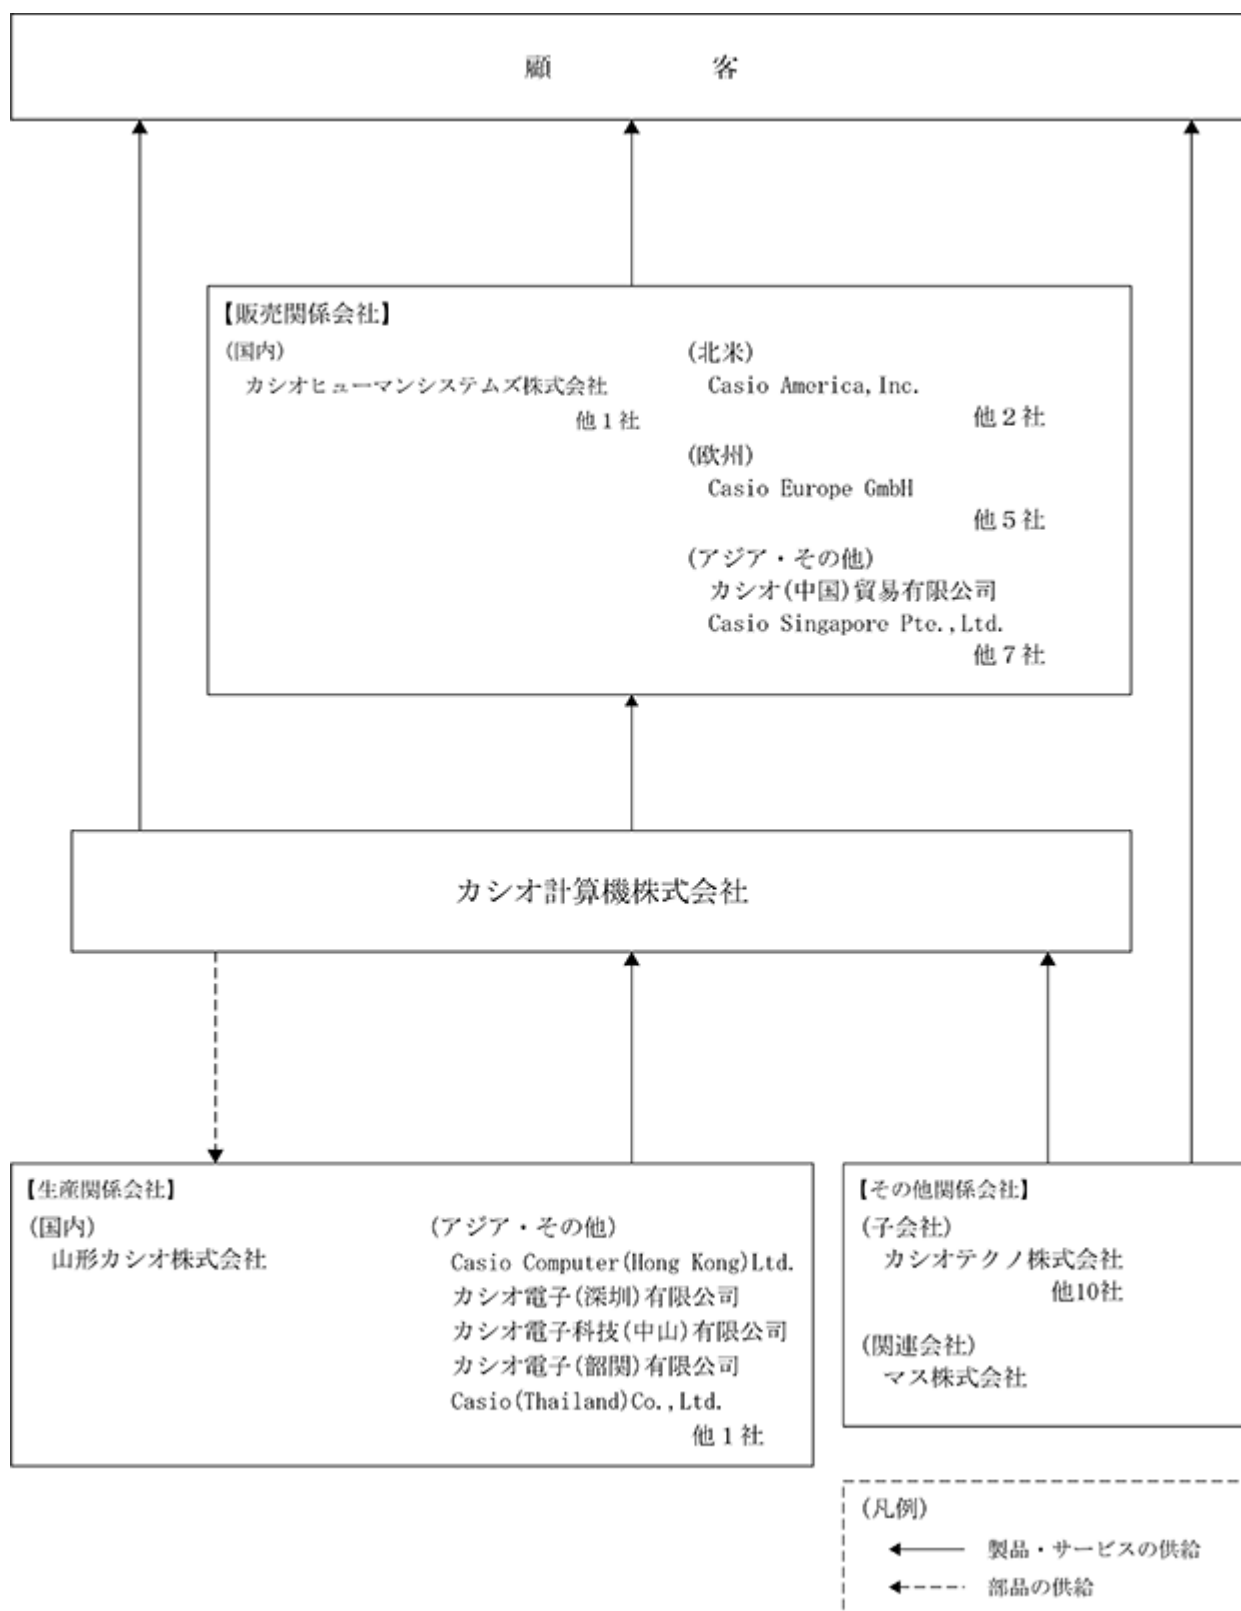 顧 客
【販売関係会社】
(国内)
カシオヒューマンシステムズ株式会社
他1社
(北米)
Casio America,Inc.
他2社
(欧州)
Casio Europe GmbH
他5社
(アジア・その他)
カシオ(中国)貿易有限公司
Casio Singapore Pte.,Ltd.
他7社
カシオ計算機株式会社
【生産関係会社】
(国内)
山形カシオ株式会社
(アジア・その他)
Casio Computer(Hong Kong)Ltd.
カシオ電子(深圳)有限公司
カシオ電子科技(中山)有限公司
カシオ電子(韶関)有限公司
Casio(Thailand)Co.,Ltd.
他1社
【その他関係会社】
(子会社)
カシオテクノ株式会社
他10社
(関連会社)
マス株式会社
(凡例)
製品・サービスの供給
部品の供給